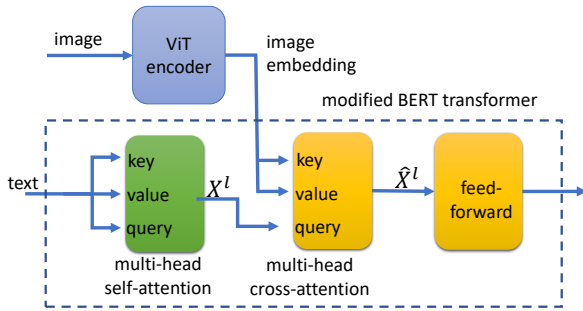 image
ViT
encoder
image
embedding
modified BERT transformer
text
key
value
query
X^l
key
value
query
X̂^l
feed-
forward
multi-head
self-attention
multi-head
cross-attention